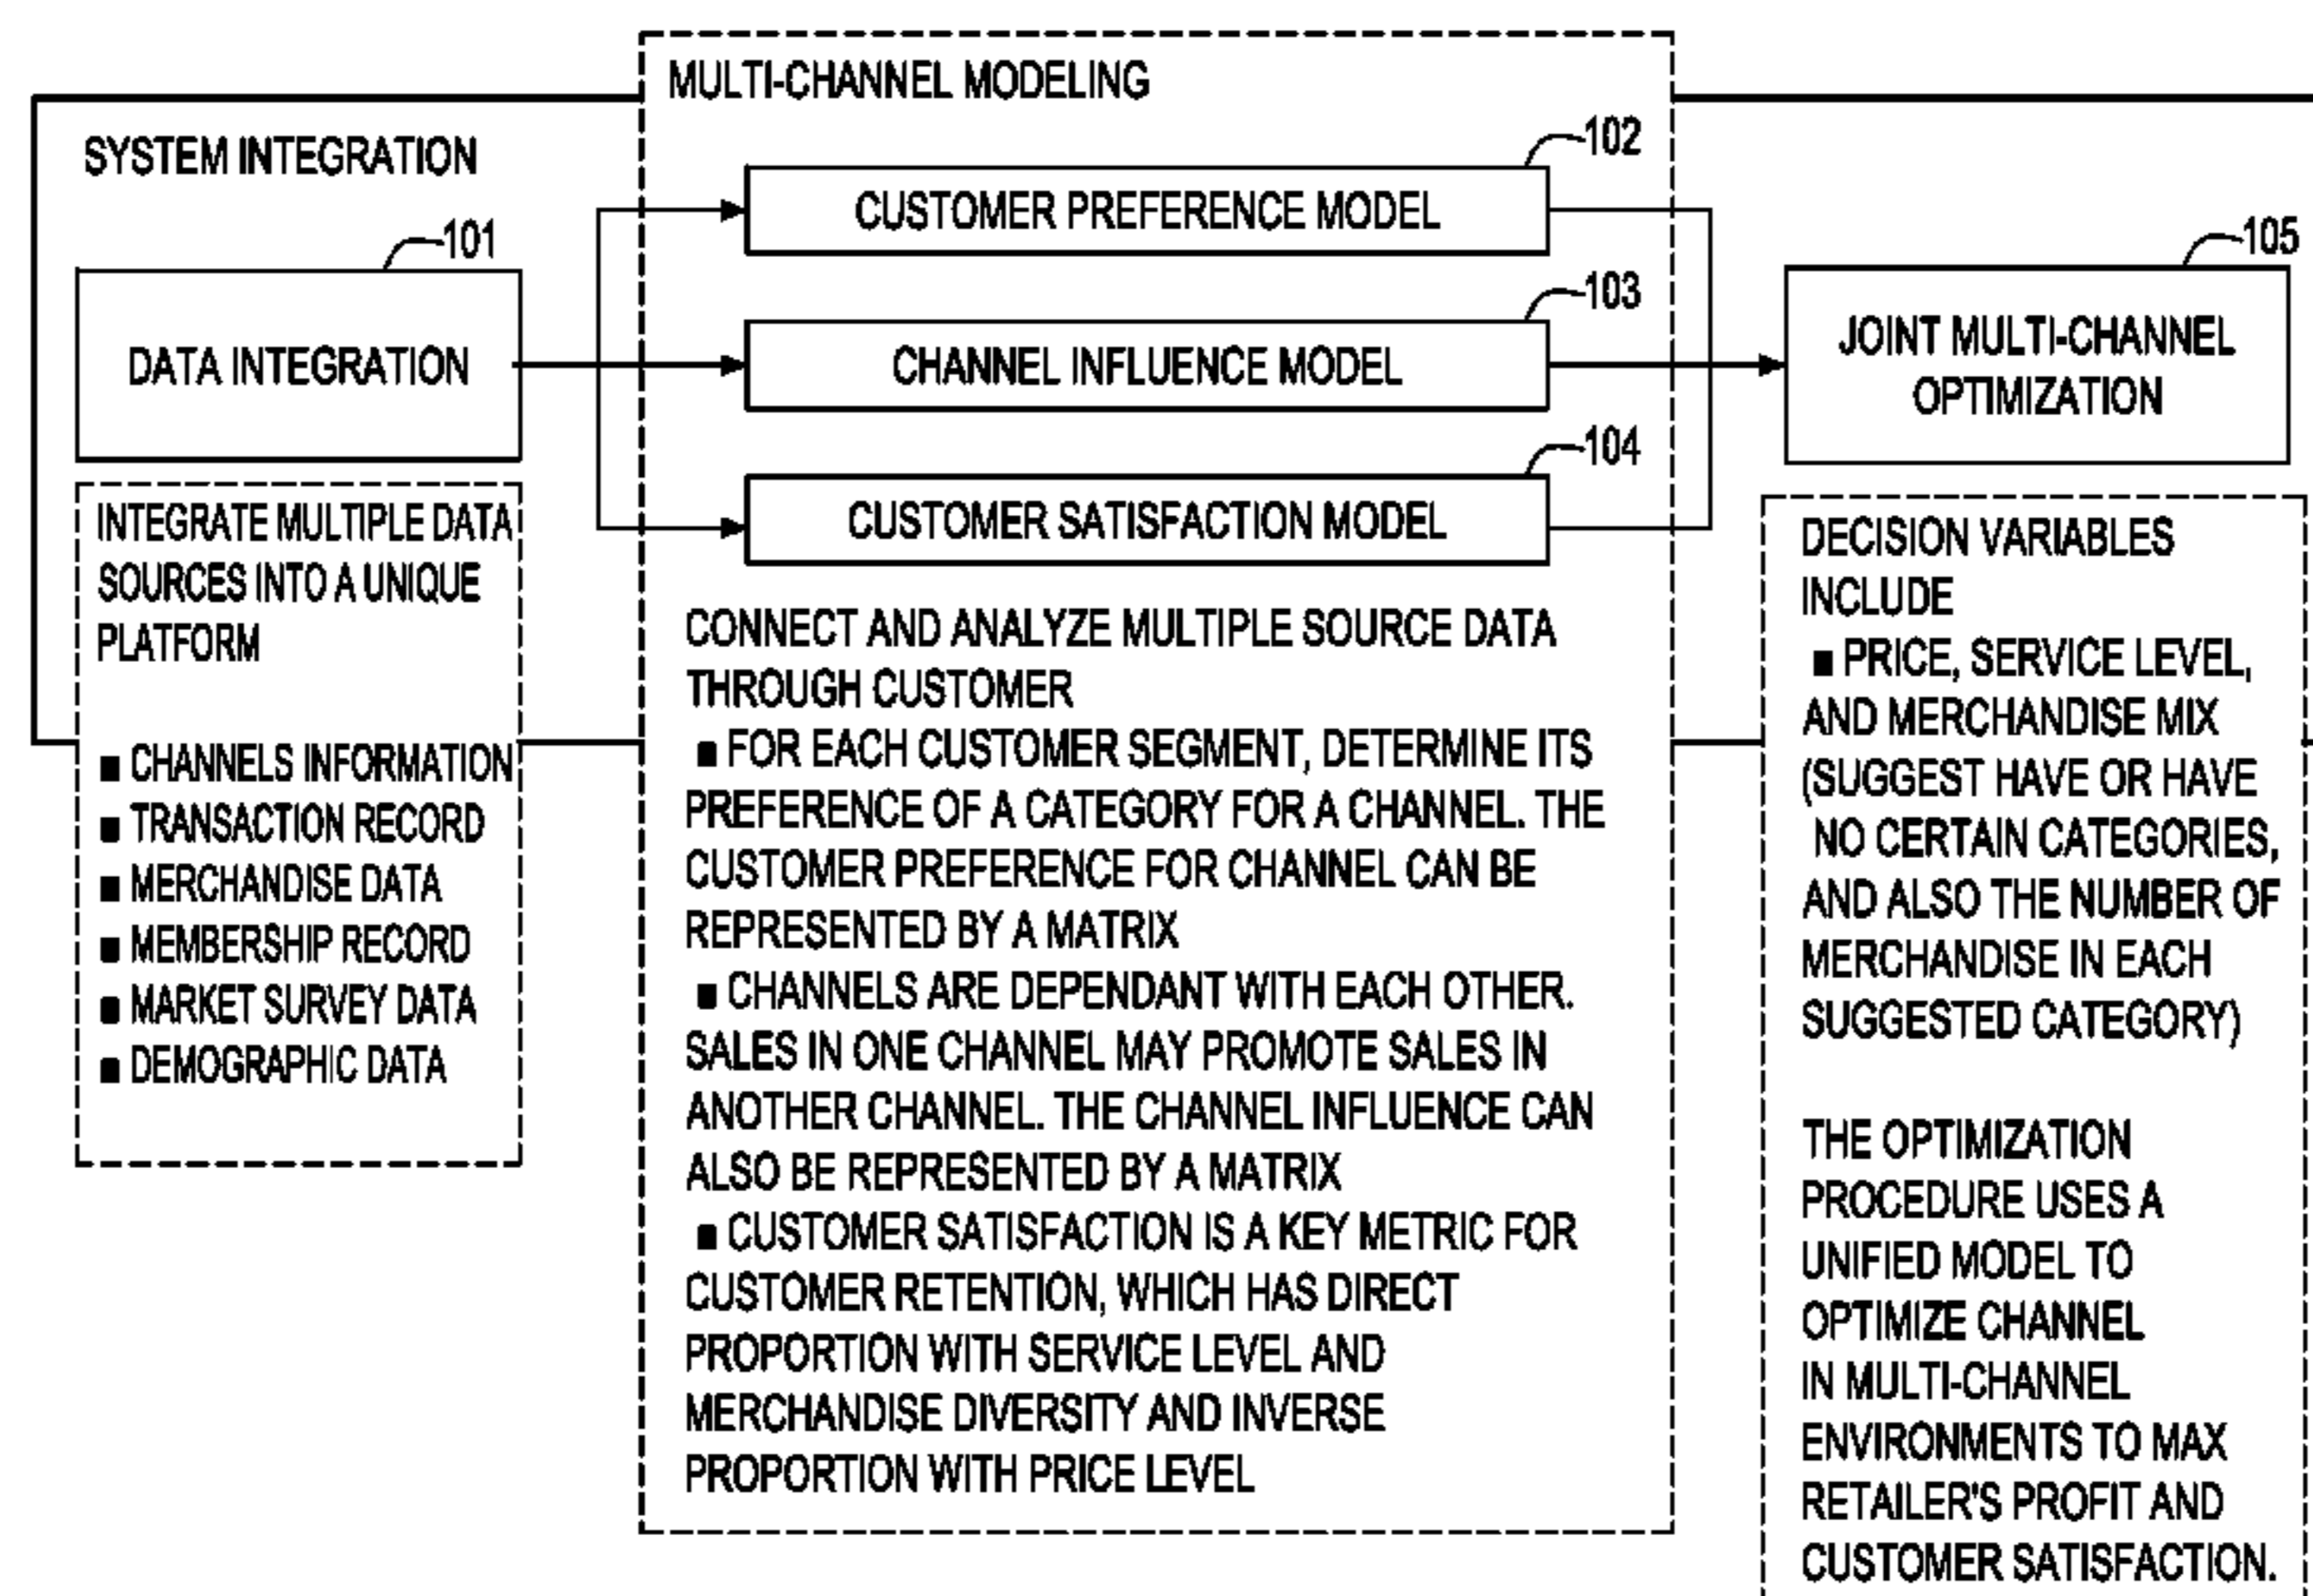 SYSTEM INTEGRATION
101
DATA INTEGRATION
INTEGRATE MULTIPLE DATA
SOURCES INTO A UNIQUE
PLATFORM
■ CHANNELS INFORMATION
■ TRANSACTION RECORD
■ MERCHANDISE DATA
■ MEMBERSHIP RECORD
■ MARKET SURVEY DATA
■ DEMOGRAPHIC DATA
MULTI-CHANNEL MODELING
102
CUSTOMER PREFERENCE MODEL
103
CHANNEL INFLUENCE MODEL
104
CUSTOMER SATISFACTION MODEL
CONNECT AND ANALYZE MULTIPLE SOURCE DATA
THROUGH CUSTOMER
■ FOR EACH CUSTOMER SEGMENT, DETERMINE ITS
PREFERENCE OF A CATEGORY FOR A CHANNEL. THE
CUSTOMER PREFERENCE FOR CHANNEL CAN BE
REPRESENTED BY A MATRIX
■ CHANNELS ARE DEPENDANT WITH EACH OTHER.
SALES IN ONE CHANNEL MAY PROMOTE SALES IN
ANOTHER CHANNEL. THE CHANNEL INFLUENCE CAN
ALSO BE REPRESENTED BY A MATRIX
■ CUSTOMER SATISFACTION IS A KEY METRIC FOR
CUSTOMER RETENTION, WHICH HAS DIRECT
PROPORTION WITH SERVICE LEVEL AND
MERCHANDISE DIVERSITY AND INVERSE
PROPORTION WITH PRICE LEVEL
105
JOINT MULTI-CHANNEL
OPTIMIZATION
DECISION VARIABLES
INCLUDE
■ PRICE, SERVICE LEVEL,
AND MERCHANDISE MIX
(SUGGEST HAVE OR HAVE
NO CERTAIN CATEGORIES,
AND ALSO THE NUMBER OF
MERCHANDISE IN EACH
SUGGESTED CATEGORY)
THE OPTIMIZATION
PROCEDURE USES A
UNIFIED MODEL TO
OPTIMIZE CHANNEL
IN MULTI-CHANNEL
ENVIRONMENTS TO MAX
RETAILER'S PROFIT AND
CUSTOMER SATISFACTION.